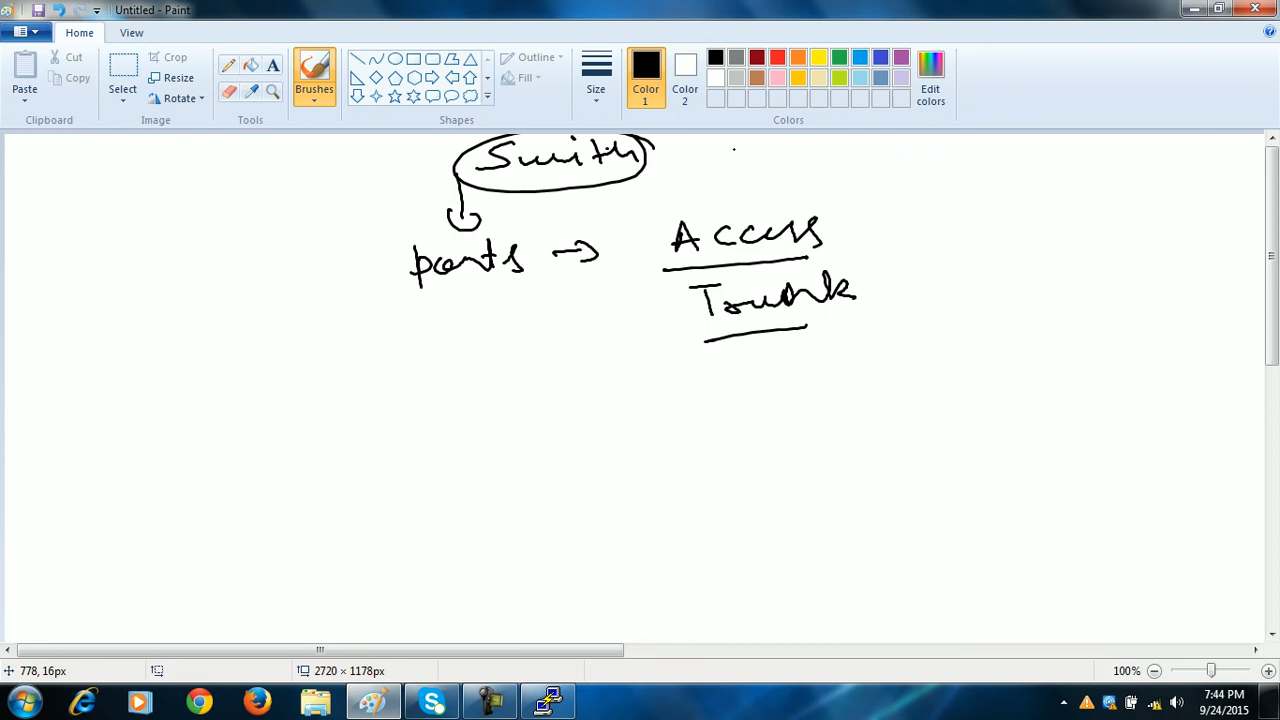 Untitled - Paint
Home
View
Paste
Cut
Copy
Clipboard
Select
Crop
Resize
Rotate
Image
Tools
Brushes
Shapes
Outline
Fill
Size
Color 1
Color 2
Edit colors
Colors
Switch
ports → Access
Trunk
778, 16px
2720 × 1178px
100%
7:44 PM
9/24/2015